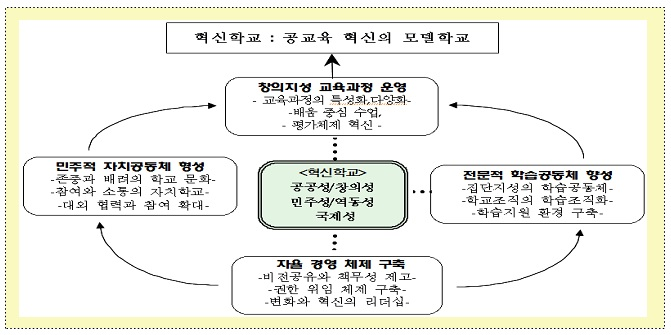 혁신학교 : 공교육 혁신의 모델학교
창의지성 교육과정 운영
- 교육과정의 특성화,다양화-
-배움 중심 수업,
- 평가체제 혁신 -
민주적 자치공동체 형성
-존중과 배려의 학교 문화-
-참여와 소통의 자치학교-
- 대외 협력과 참여 확대-
<혁신학교>
공공성/창의성
민주성/역동성
국제성
전문적 학습공동체 형성
-집단지성의 학습공동체-
-학교조직의 학습조직화-
-학습지원 환경 구축-
자율 경영 체제 구축
-비전공유와 책무성 제고-
-권한 위임 체제 구축-
-변화와 혁신의 리더십-